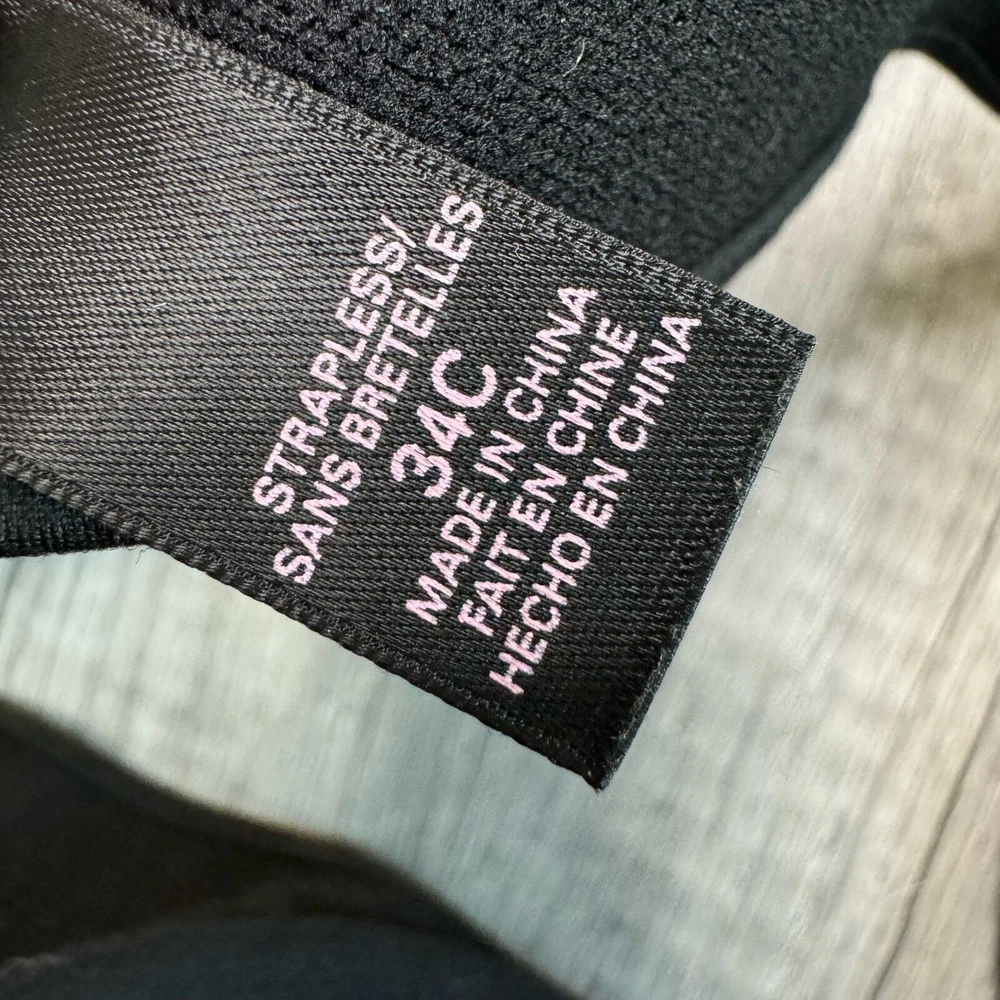 STRAPLESS/
SANS BRETELLES
34C
MADE IN CHINA
FAIT EN CHINE
HECHO EN CHINA